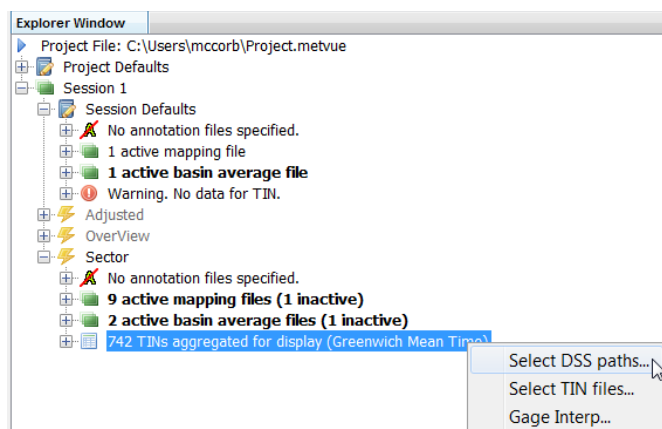 Explorer Window
Project File: C:\Users\mccorb\Project.metvue
Project Defaults
Session 1
Session Defaults
No annotation files specified.
1 active mapping file
1 active basin average file
Warning. No data for TIN.
Adjusted
OverView
Sector
No annotation files specified.
9 active mapping files (1 inactive)
2 active basin average files (1 inactive)
742 TINs aggregated for display (Greenwich Mean Time)
Select DSS paths...
Select TIN files...
Gage Interp...